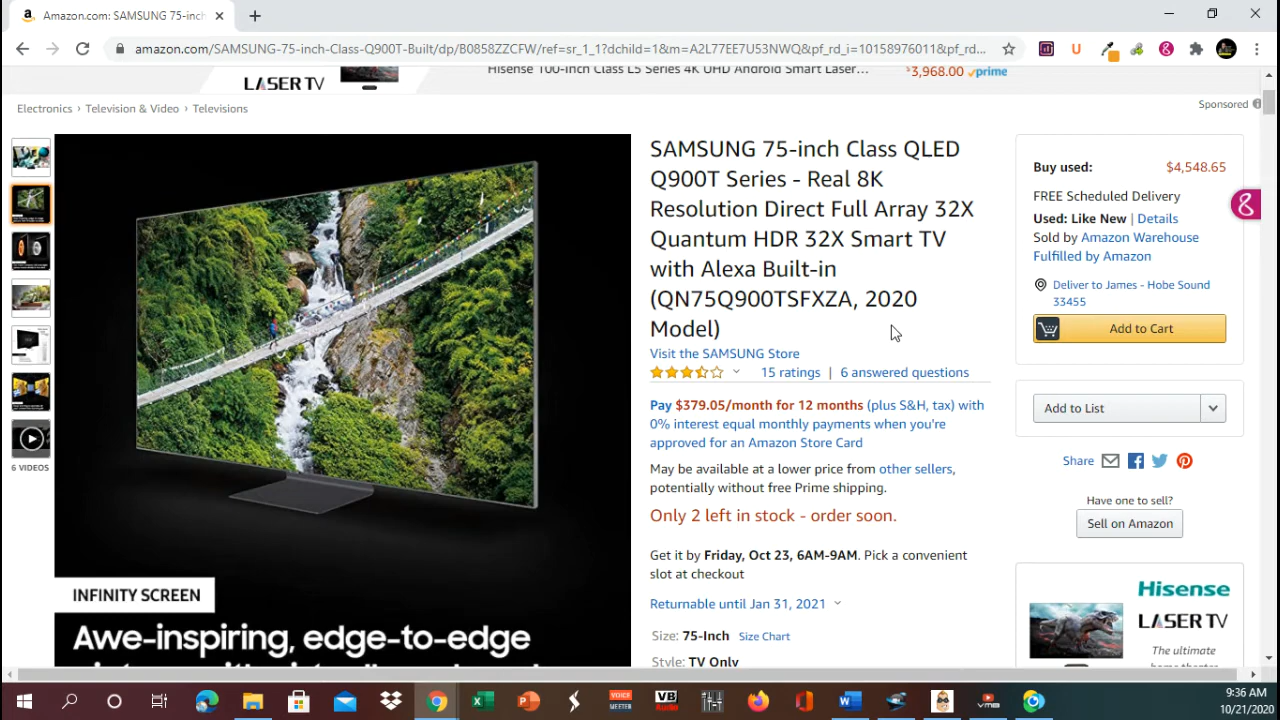 Amazon.com: SAMSUNG 75-inch
amazon.com/SAMSUNG-75-inch-Class-Q900T-Built/dp/B0858ZZCFW/ref=sr_1_1?dchild=1&m=A2L77EE7U53NWQ&pf_rd_i=10158976011&pf_rd...
LASER TV
Hisense 100-Inch Class L5 Series 4K UHD Android Smart Laser...
$3,968.00 prime
Electronics › Television & Video › Televisions
Sponsored
SAMSUNG 75-inch Class QLED
Q900T Series - Real 8K
Resolution Direct Full Array 32X
Quantum HDR 32X Smart TV
with Alexa Built-in
(QN75Q900TSFXZA, 2020
Model)
Visit the SAMSUNG Store
15 ratings | 6 answered questions
Pay $379.05/month for 12 months (plus S&H, tax) with
0% interest equal monthly payments when you're
approved for an Amazon Store Card
May be available at a lower price from other sellers,
potentially without free Prime shipping.
Only 2 left in stock - order soon.
Get it by Friday, Oct 23, 6AM-9AM. Pick a convenient
slot at checkout
Returnable until Jan 31, 2021
Size: 75-Inch Size Chart
Style: TV Only
6 VIDEOS
INFINITY SCREEN
Awe-inspiring, edge-to-edge
Buy used: $4,548.65
FREE Scheduled Delivery
Used: Like New | Details
Sold by Amazon Warehouse
Fulfilled by Amazon
Deliver to James - Hobe Sound
33455
Add to Cart
Add to List
Share
Have one to sell?
Sell on Amazon
Hisense
LASER TV
The ultimate
home theater
VOICE
MEETER
VB
Audio
VMB
9:36 AM
10/21/2020